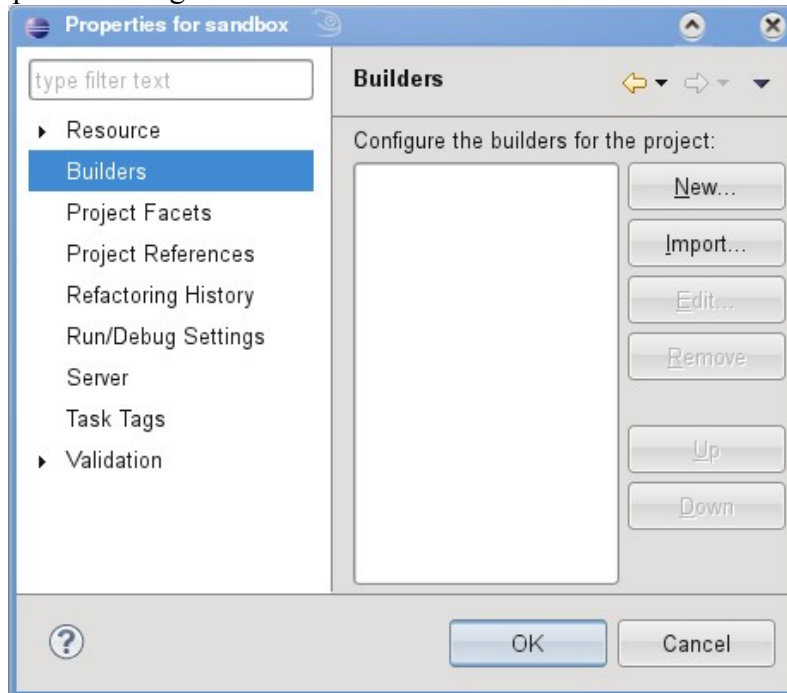 Properties for sandbox
type filter text
Resource
Builders
Project Facets
Project References
Refactoring History
Run/Debug Settings
Server
Task Tags
Validation
Builders
Configure the builders for the project:
New...
Import...
Edit...
Remove
Up
Down
?
OK
Cancel